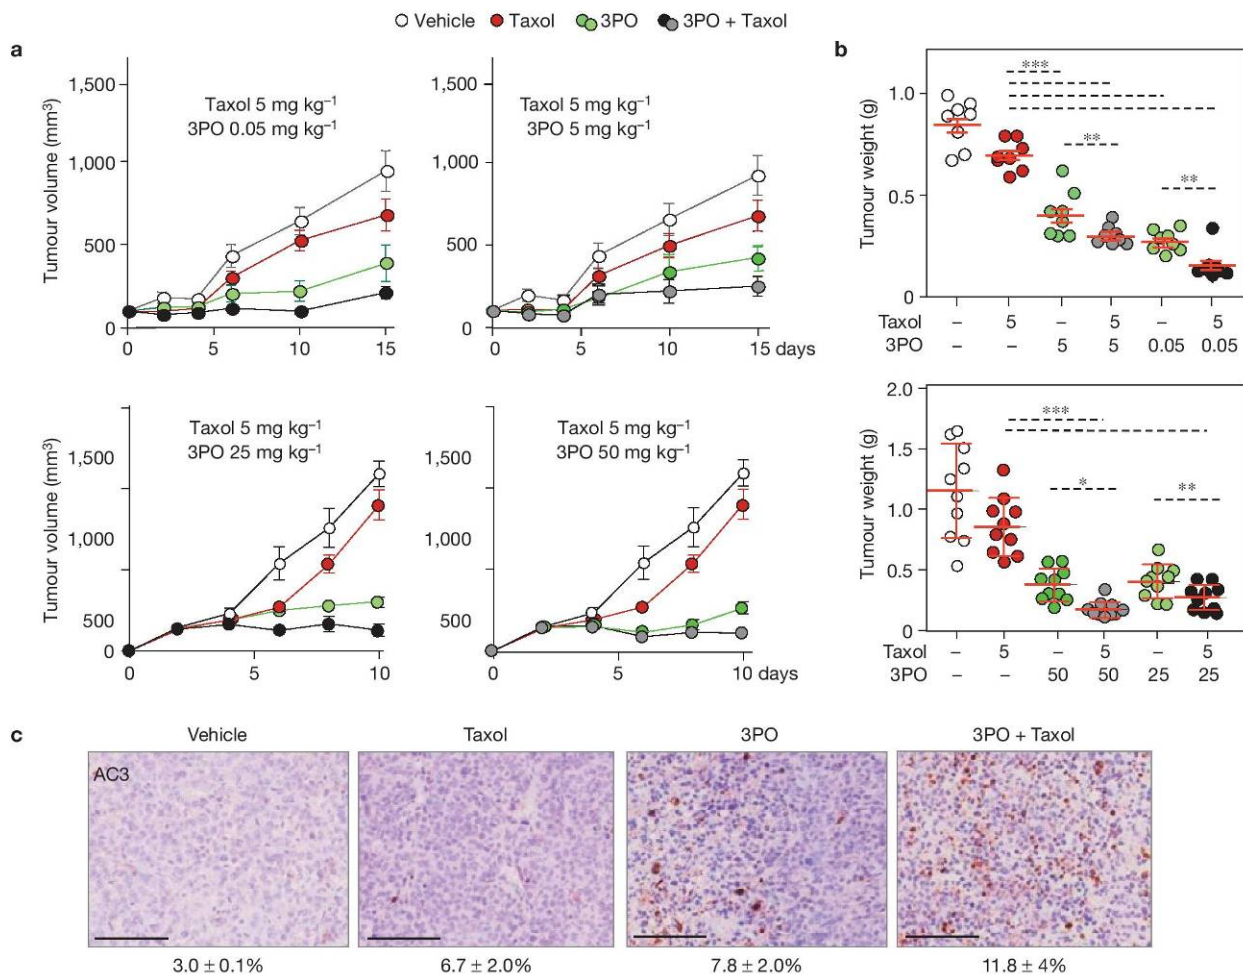 Vehicle Taxol 3PO 3PO + Taxol
a
Tumour volume (mm³)
1,500
1,000
500
0
Taxol 5 mg kg⁻¹
3PO 0.05 mg kg⁻¹
0 5 10 15 days
1,500
1,000
500
0
Taxol 5 mg kg⁻¹
3PO 5 mg kg⁻¹
0 5 10 15 days
Tumour volume (mm³)
1,500
1,000
500
0
Taxol 5 mg kg⁻¹
3PO 25 mg kg⁻¹
0 5 10 days
1,500
1,000
500
0
Taxol 5 mg kg⁻¹
3PO 50 mg kg⁻¹
0 5 10 days
b
Tumour weight (g)
1.0
0.5
0
***
**
**
Taxol – 5 – 5 – 5
3PO – – 5 5 0.05 0.05
Tumour weight (g)
2.0
1.5
1.0
0.5
0
***
*
**
Taxol – 5 – 5 – 5
3PO – – 50 50 25 25
c
Vehicle Taxol 3PO 3PO + Taxol
AC3
3.0 ± 0.1% 6.7 ± 2.0% 7.8 ± 2.0% 11.8 ± 4%